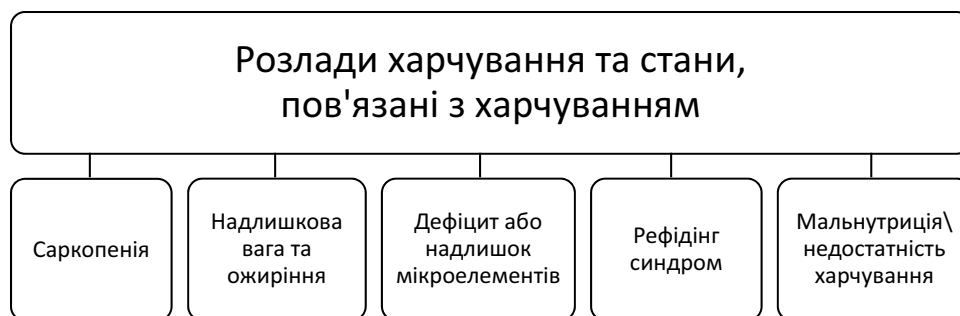 Розлади харчування та стани,
пов'язані з харчуванням
Саркопенія
Надлишкова
вага та
ожиріння
Дефіцит або
надлишок
мікроелементів
Рефідінг
синдром
Мальнутриція\
недостатність
харчування